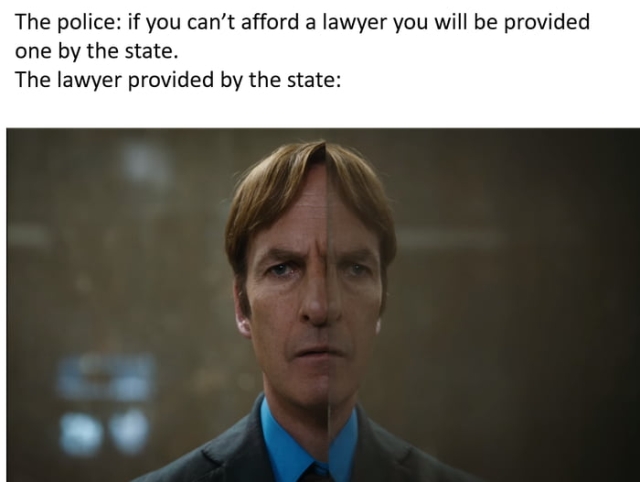 The police: if you can’t afford a lawyer you will be provided
one by the state.
The lawyer provided by the state: